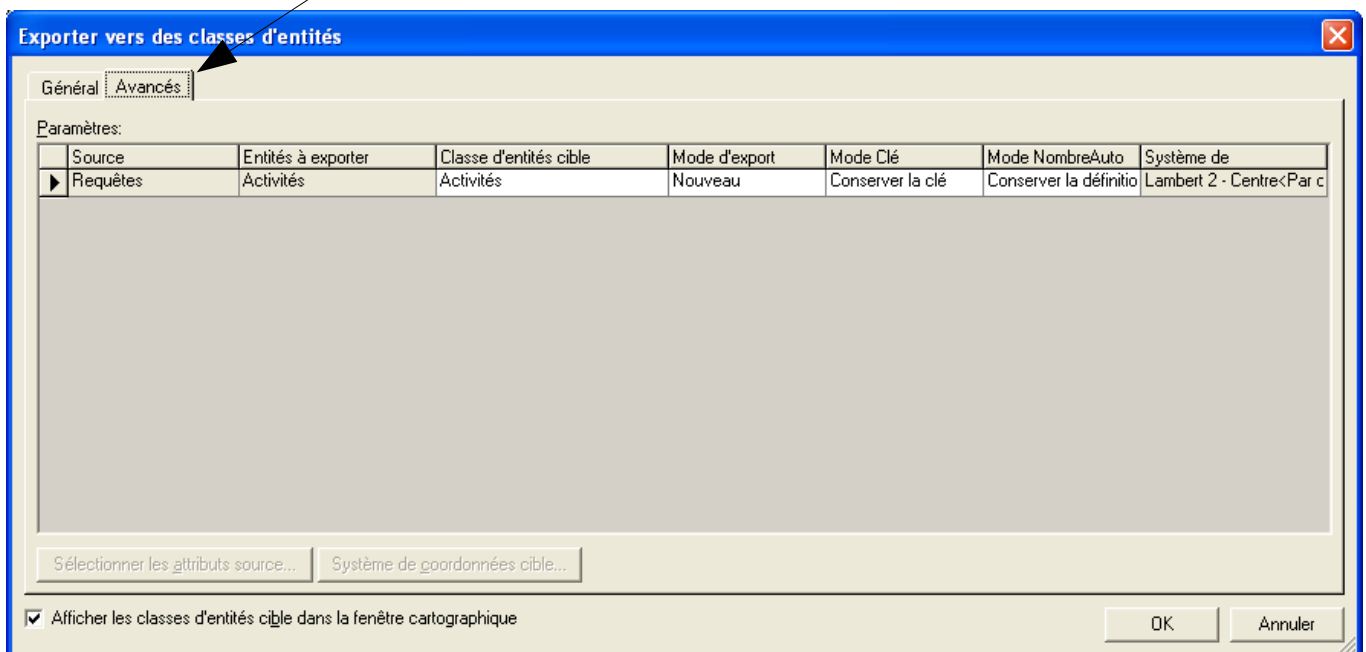 Exporter vers des classes d'entités
Général Avancés
Paramètres:
Source Entités à exporter Classe d'entités cible Mode d'export Mode Clé Mode NombreAuto Système de
Requêtes Activités Activités Nouveau Conserver la clé Conserver la définitio Lambert 2 - Centre<Par c
Sélectionner les attributs source... Système de coordonnées cible...
Afficher les classes d'entités cible dans la fenêtre cartographique
OK Annuler